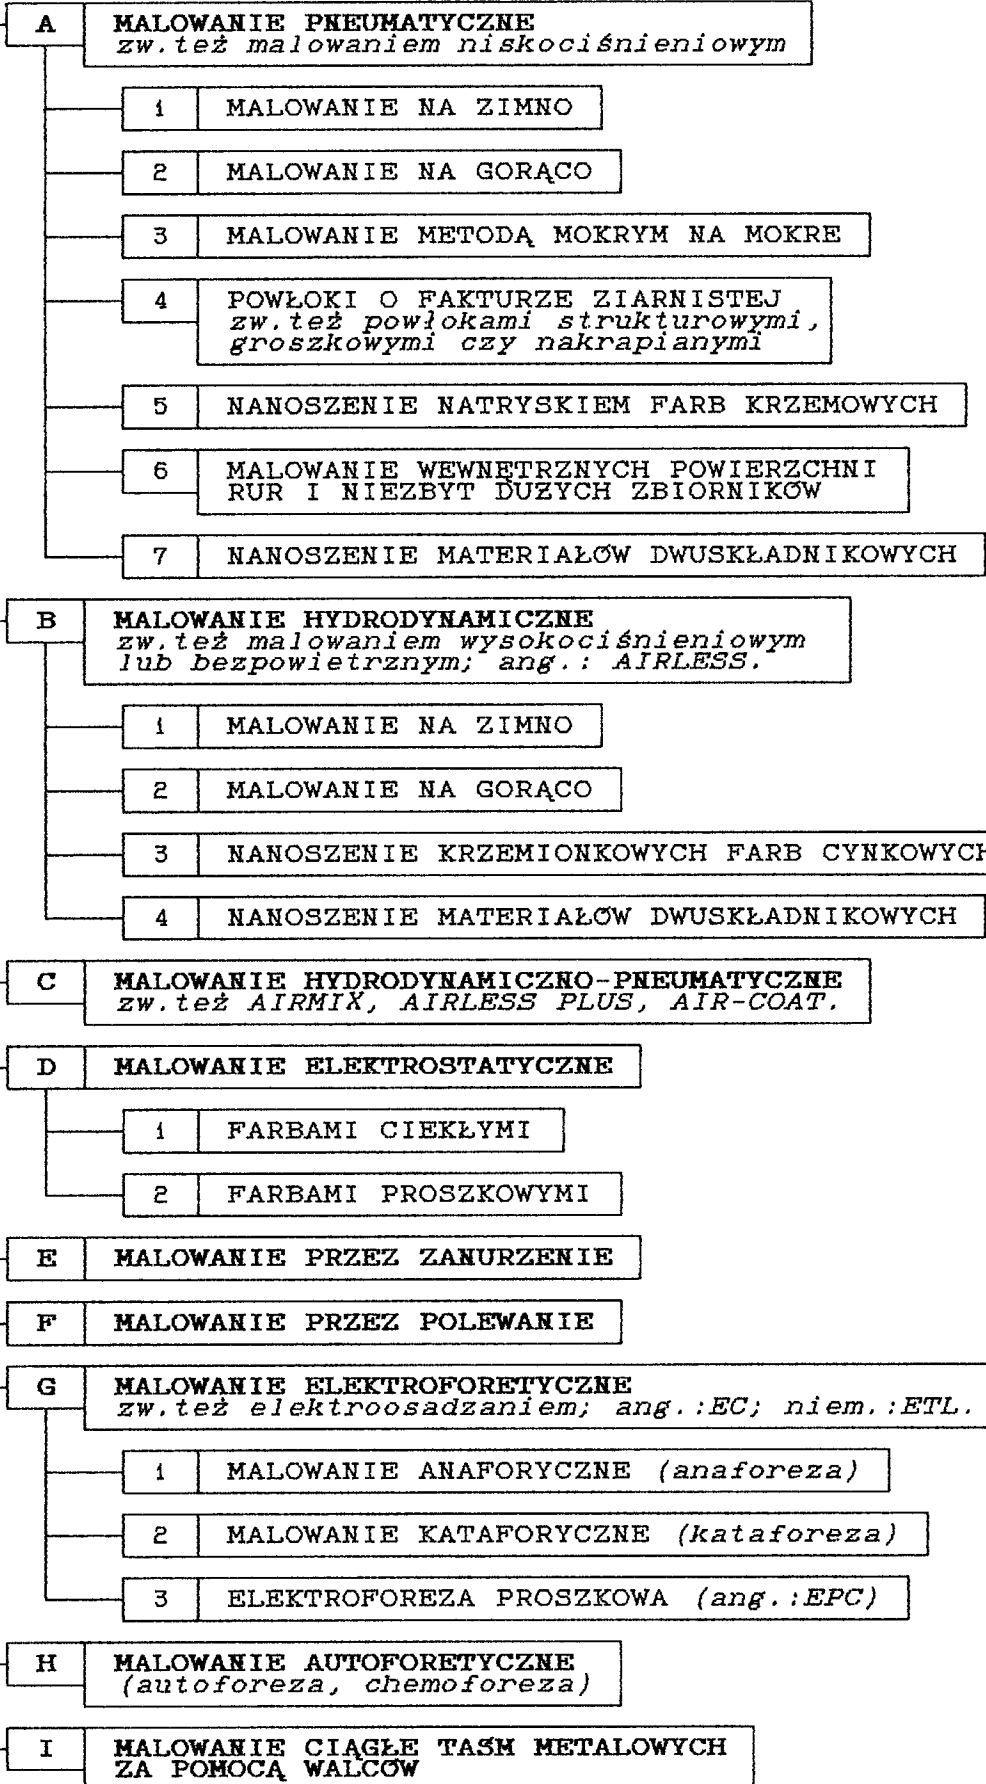 A MALOWANIE PNEUMATYCZNE
zw.też malowaniem niskociśnieniowym
1 MALOWANIE NA ZIMNO
2 MALOWANIE NA GORĄCO
3 MALOWANIE METODĄ MOKRYM NA MOKRE
4 POWŁOKI O FAKTURZE ZIARNISTEJ
zw.też powłokami strukturowymi,
groszkowymi czy nakrapianymi
5 NANOSZENIE NATRYSKIEM FARB KRZEMOWYCH
6 MALOWANIE WEWNĘTRZNYCH POWIERZCHNI
RUR I NIEZBYT DUŻYCH ZBIORNIKÓW
7 NANOSZENIE MATERIAŁÓW DWUSKŁADNIKOWYCH
B MALOWANIE HYDRODYNAMICZNE
zw.też malowaniem wysokociśnieniowym
lub bezpowietrznym; ang.: AIRLESS.
1 MALOWANIE NA ZIMNO
2 MALOWANIE NA GORĄCO
3 NANOSZENIE KRZEMIONKOWYCH FARB CYNKOWYCH
4 NANOSZENIE MATERIAŁÓW DWUSKŁADNIKOWYCH
C MALOWANIE HYDRODYNAMICZNO-PNEUMATYCZNE
zw.też AIRMIX, AIRLESS PLUS, AIR-COAT.
D MALOWANIE ELEKTROSTATYCZNE
1 FARBAMI CIEKŁYMI
2 FARBAMI PROSZKOWYMI
E MALOWANIE PRZEZ ZANURZENIE
F MALOWANIE PRZEZ POLEWANIE
G MALOWANIE ELEKTROFORETYCZNE
zw.też elektroosadzaniem; ang.:EC; niem.:ETL.
1 MALOWANIE ANAFORYCZNE (anaforeza)
2 MALOWANIE KATAFORYCZNE (kataforeza)
3 ELEKTROFOREZA PROSZKOWA (ang.:EPC)
H MALOWANIE AUTOFORETYCZNE
(autoforeza, chemoforeza)
I MALOWANIE CIĄGŁE TAŚM METALOWYCH
ZA POMOCĄ WALCÓW